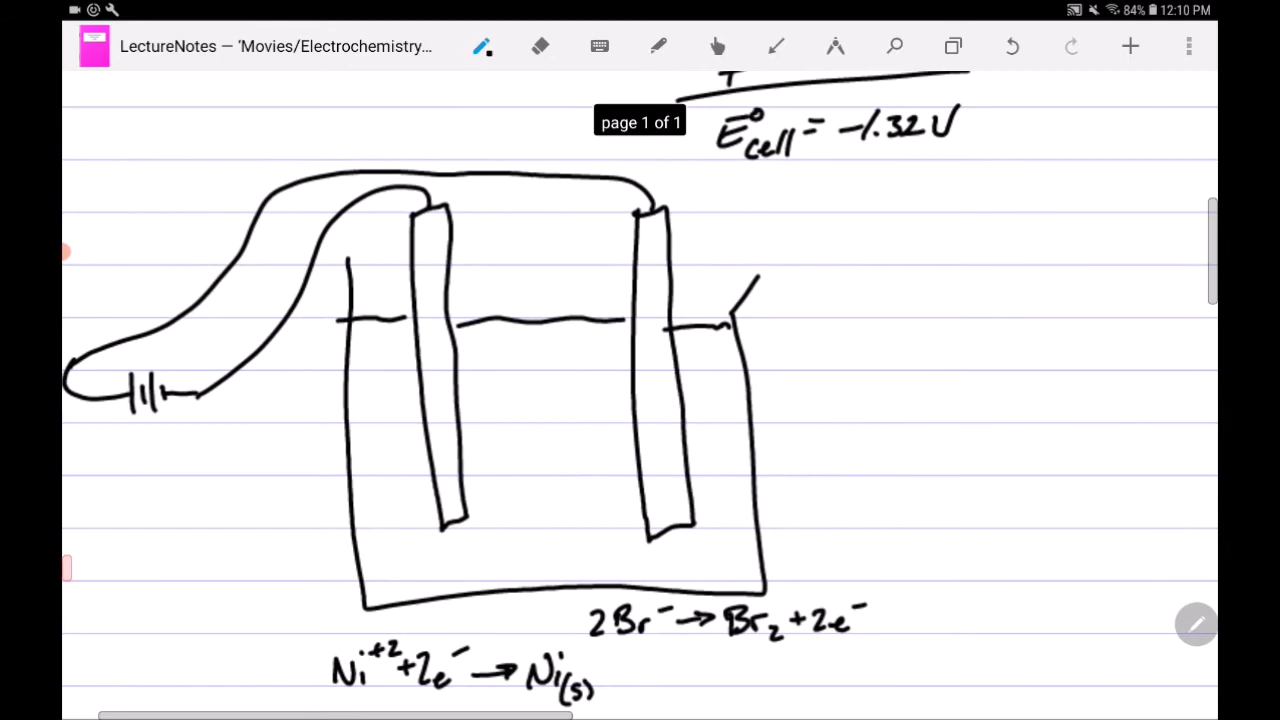 84% 12:10 PM
LectureNotes — ‘Movies/Electrochemistry...
page 1 of 1
E°cell = -1.32 V
2Br⁻ → Br₂ + 2e⁻
Ni⁺² + 2e⁻ → Ni(s)